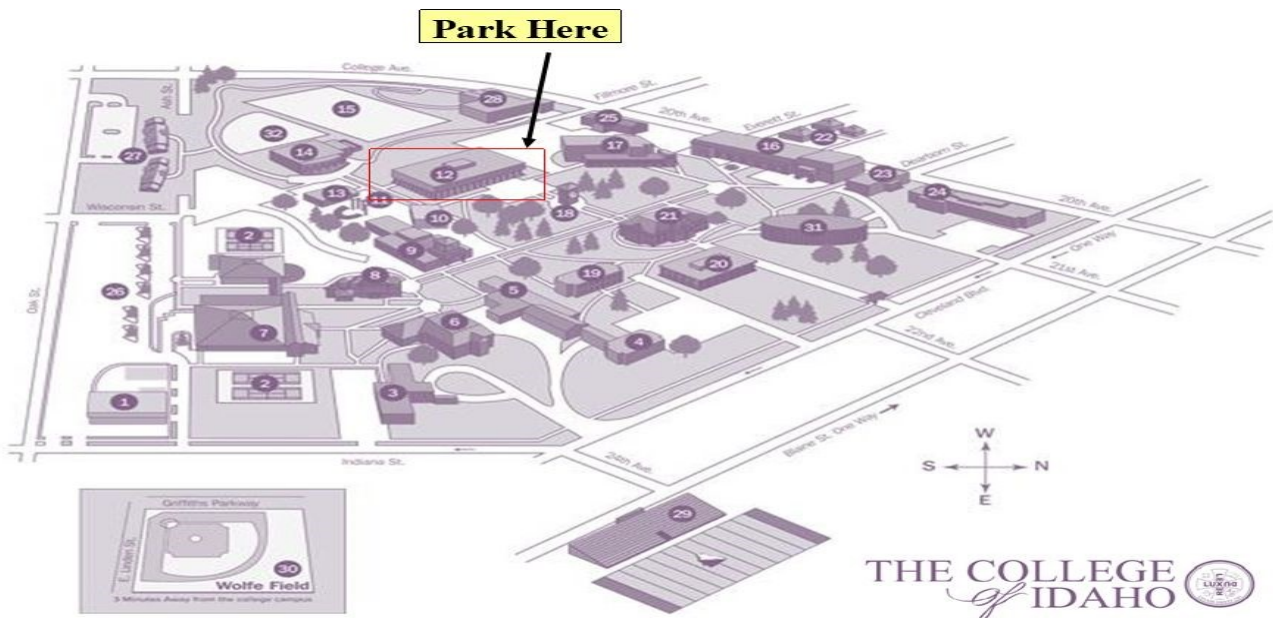 Park Here
College Ave.
Fillmore St.
28
Ash St.
15
25
20th Ave.
Everett St.
22
32
17
16
27
14
Dearborn St.
12
23
24
20th Ave.
13
11
Wisconsin St.
10
18
21
31
One Way
2
9
21st Ave.
8
19
20
Cleveland Blvd.
26
5
Oak St.
22nd Ave.
7
6
4
2
3
1
Blaine St. One Way
24th Ave.
Indiana St.
W
S
N
E
29
Griffiths Parkway
E. Linden St.
30
Wolfe Field
3 Minutes Away from the college campus
THE COLLEGE
of IDAHO